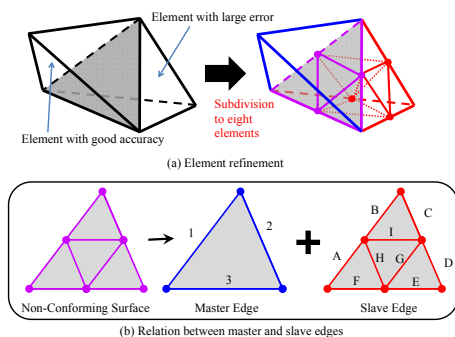 Element with large error
Element with good accuracy
Subdivision
to eight
elements
(a) Element refinement
1
2
3
A
B
C
D
E
F
G
H
I
Non-Conforming Surface
Master Edge
Slave Edge
(b) Relation between master and slave edges